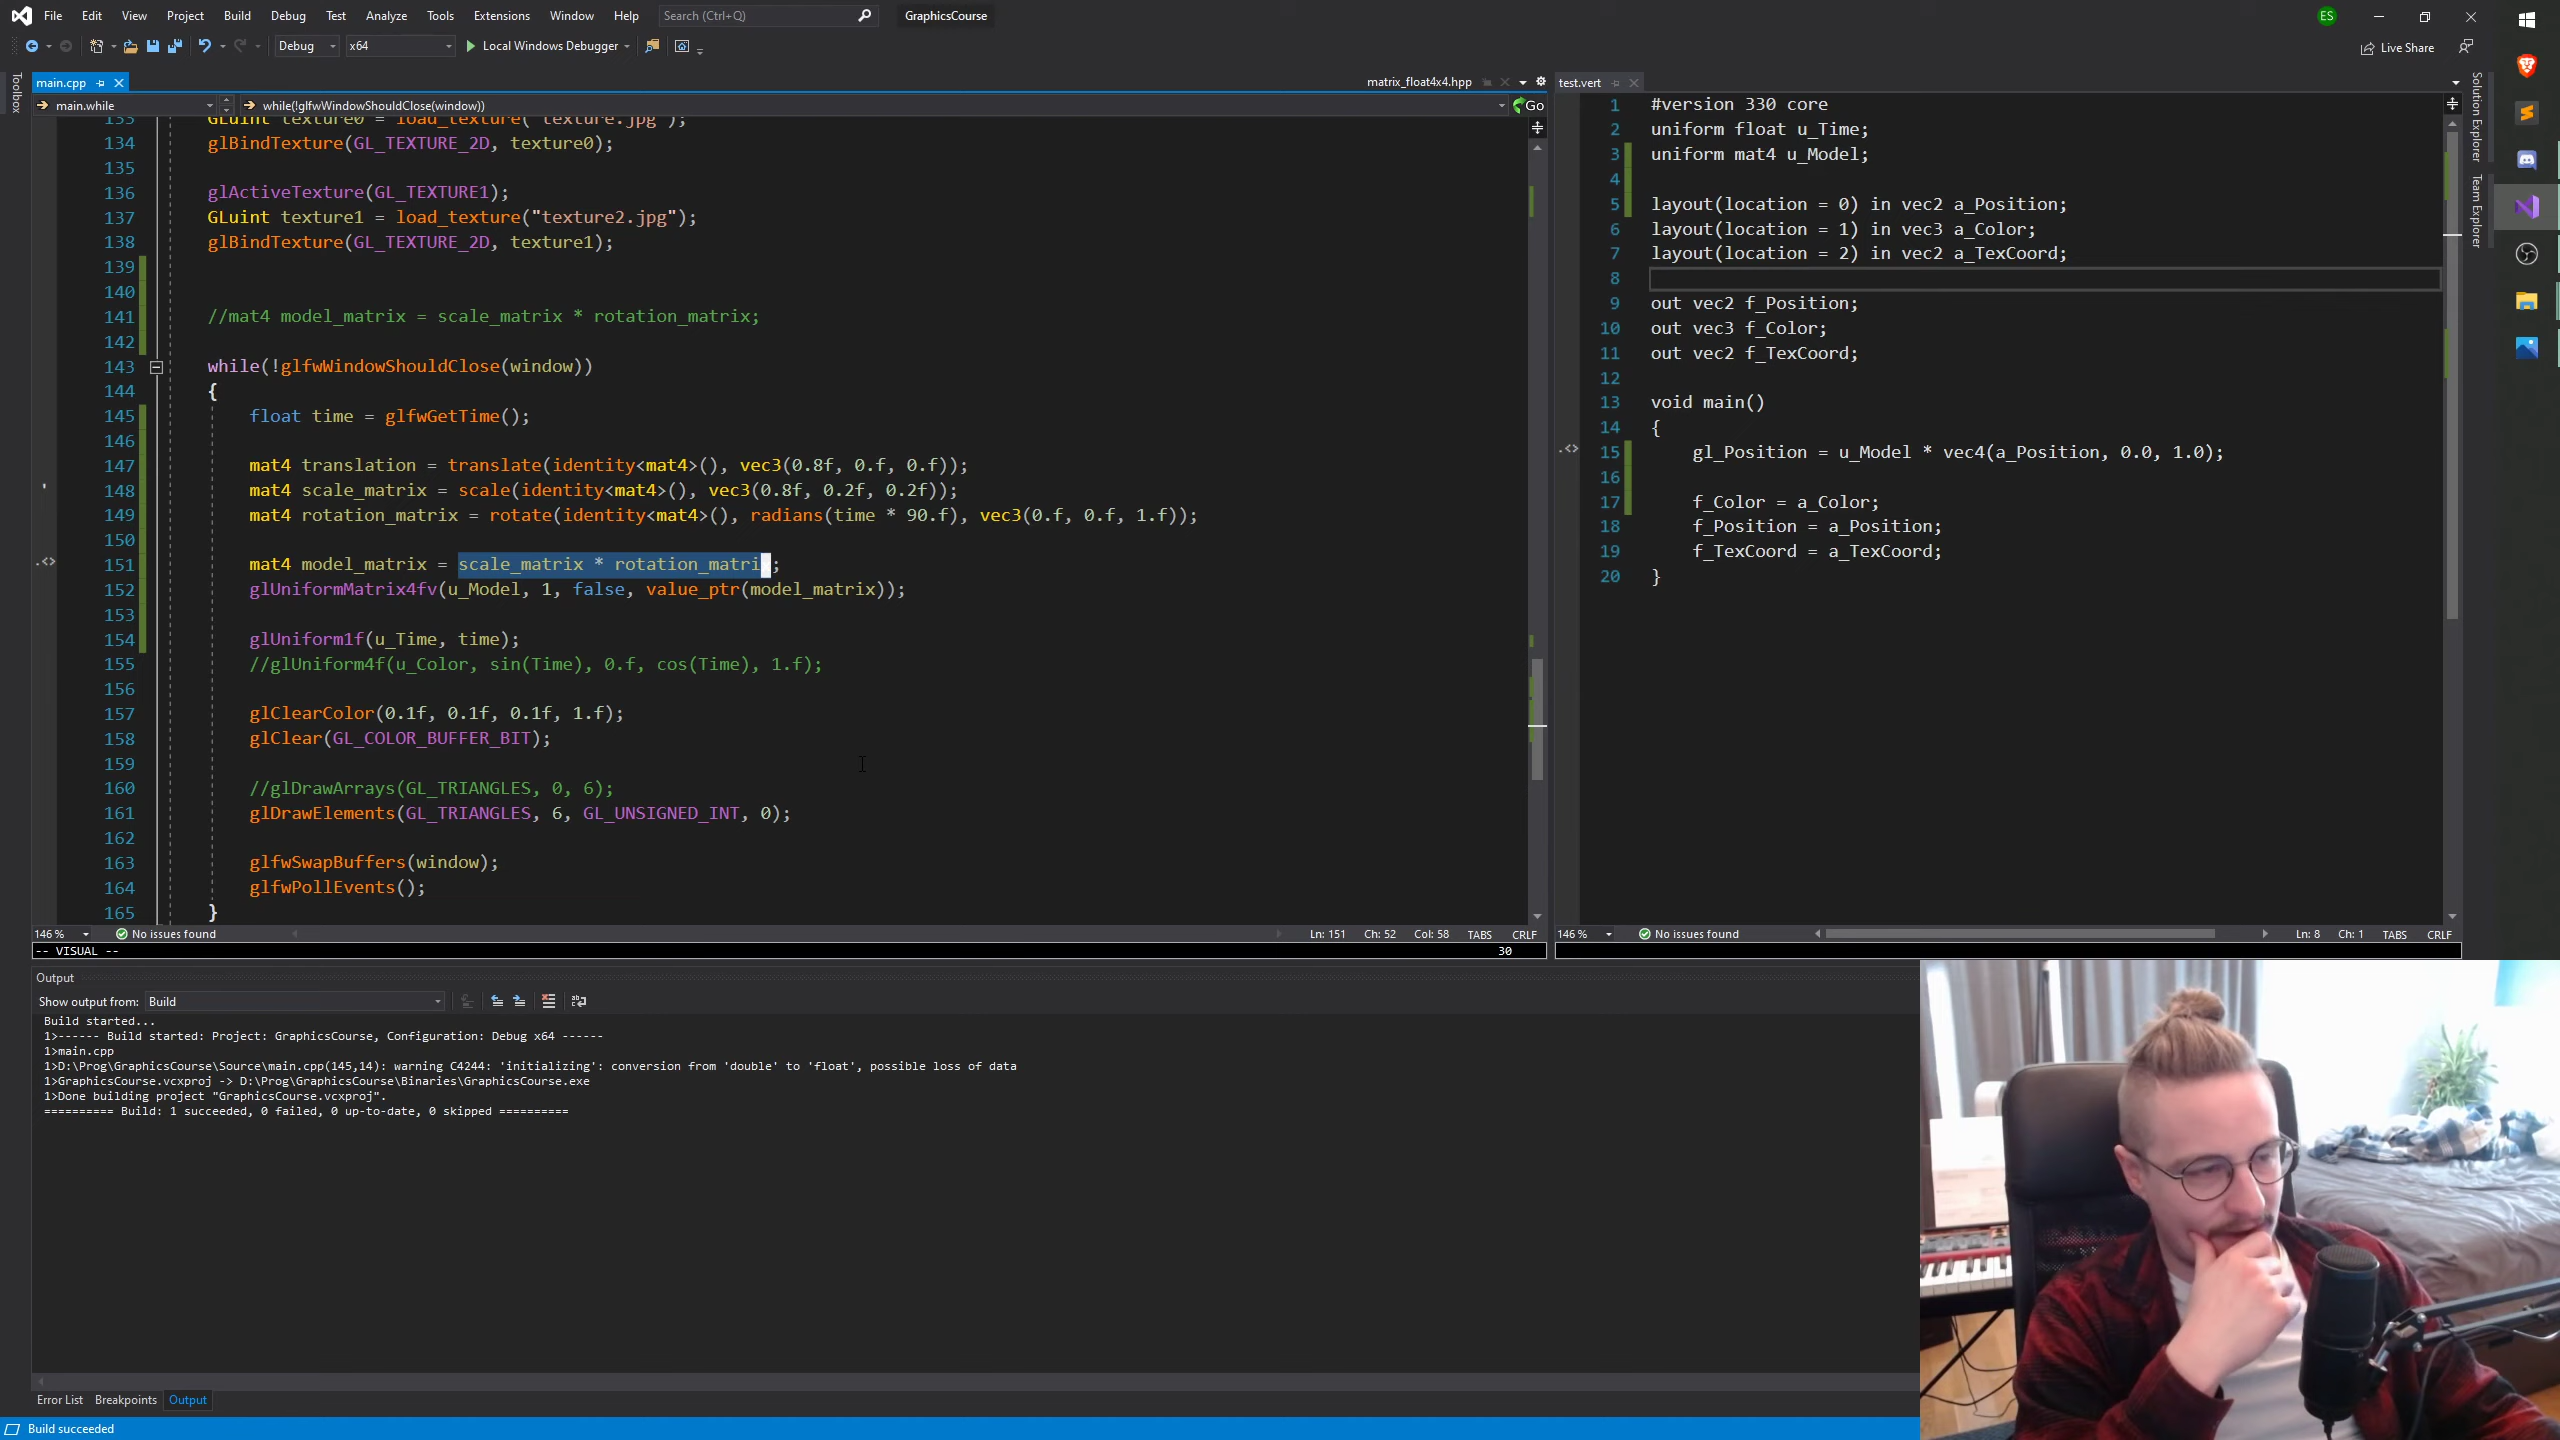 File Edit View Project Build Debug Test Analyze Tools Extensions Window Help Search (Ctrl+Q) GraphicsCourse ES
Debug x64 Local Windows Debugger Live Share
Toolbox
main.cpp matrix_float4x4.hpp
main.while while(!glfwWindowShouldClose(window)) Go
133 GLuint texture0 = load_texture("texture.jpg");
134 glBindTexture(GL_TEXTURE_2D, texture0);
135
136 glActiveTexture(GL_TEXTURE1);
137 GLuint texture1 = load_texture("texture2.jpg");
138 glBindTexture(GL_TEXTURE_2D, texture1);
139
140
141 //mat4 model_matrix = scale_matrix * rotation_matrix;
142
143 while(!glfwWindowShouldClose(window))
144 {
145 float time = glfwGetTime();
146
147 mat4 translation = translate(identity<mat4>(), vec3(0.8f, 0.f, 0.f));
148 mat4 scale_matrix = scale(identity<mat4>(), vec3(0.8f, 0.2f, 0.2f));
149 mat4 rotation_matrix = rotate(identity<mat4>(), radians(time * 90.f), vec3(0.f, 0.f, 1.f));
150
151 mat4 model_matrix = scale_matrix * rotation_matrix;
152 glUniformMatrix4fv(u_Model, 1, false, value_ptr(model_matrix));
153
154 glUniform1f(u_Time, time);
155 //glUniform4f(u_Color, sin(Time), 0.f, cos(Time), 1.f);
156
157 glClearColor(0.1f, 0.1f, 0.1f, 1.f);
158 glClear(GL_COLOR_BUFFER_BIT);
159
160 //glDrawArrays(GL_TRIANGLES, 0, 6);
161 glDrawElements(GL_TRIANGLES, 6, GL_UNSIGNED_INT, 0);
162
163 glfwSwapBuffers(window);
164 glfwPollEvents();
165 }
146 % No issues found Ln: 151 Ch: 52 Col: 58 TABS CRLF
-- VISUAL -- 30
test.vert
1 #version 330 core
2 uniform float u_Time;
3 uniform mat4 u_Model;
4
5 layout(location = 0) in vec2 a_Position;
6 layout(location = 1) in vec3 a_Color;
7 layout(location = 2) in vec2 a_TexCoord;
8
9 out vec2 f_Position;
10 out vec3 f_Color;
11 out vec2 f_TexCoord;
12
13 void main()
14 {
15 gl_Position = u_Model * vec4(a_Position, 0.0, 1.0);
16
17 f_Color = a_Color;
18 f_Position = a_Position;
19 f_TexCoord = a_TexCoord;
20 }
146 % No issues found Ln: 8 Ch: 1 TABS CRLF
Solution Explorer
Team Explorer
Output
Show output from: Build
Build started...
1>------ Build started: Project: GraphicsCourse, Configuration: Debug x64 ------
1>main.cpp
1>D:\Prog\GraphicsCourse\Source\main.cpp(145,14): warning C4244: 'initializing': conversion from 'double' to 'float', possible loss of data
1>GraphicsCourse.vcxproj -> D:\Prog\GraphicsCourse\Binaries\GraphicsCourse.exe
1>Done building project "GraphicsCourse.vcxproj".
========== Build: 1 succeeded, 0 failed, 0 up-to-date, 0 skipped ==========
Error List Breakpoints Output
Build succeeded